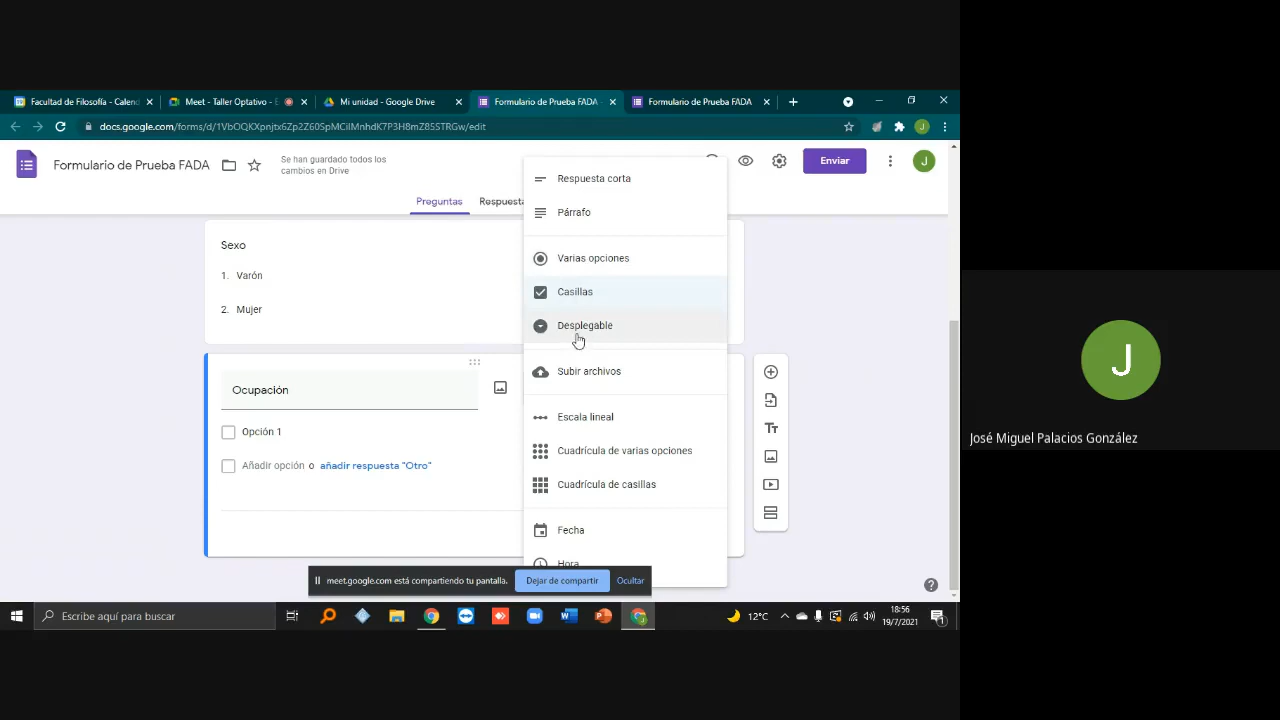 Facultad de Filosofía - Calend
Meet - Taller Optativo - E
Mi unidad - Google Drive
Formulario de Prueba FADA
Formulario de Prueba FADA
docs.google.com/forms/d/1VbOQKXpnjtx6Zp2Z60SpMCiIMnhdK7P3H8mZ85STRGw/edit
Formulario de Prueba FADA
Se han guardado todos los
cambios en Drive
Enviar
J
Preguntas
Respuesta
Sexo
1. Varón
2. Mujer
Ocupación
Opción 1
Añadir opción o añadir respuesta "Otro"
Respuesta corta
Párrafo
Varias opciones
Casillas
Desplegable
Subir archivos
Escala lineal
Cuadrícula de varias opciones
Cuadrícula de casillas
Fecha
Hora
meet.google.com está compartiendo tu pantalla.
Dejar de compartir
Ocultar
Escribe aquí para buscar
12°C
18:56
19/7/2021
J
José Miguel Palacios González